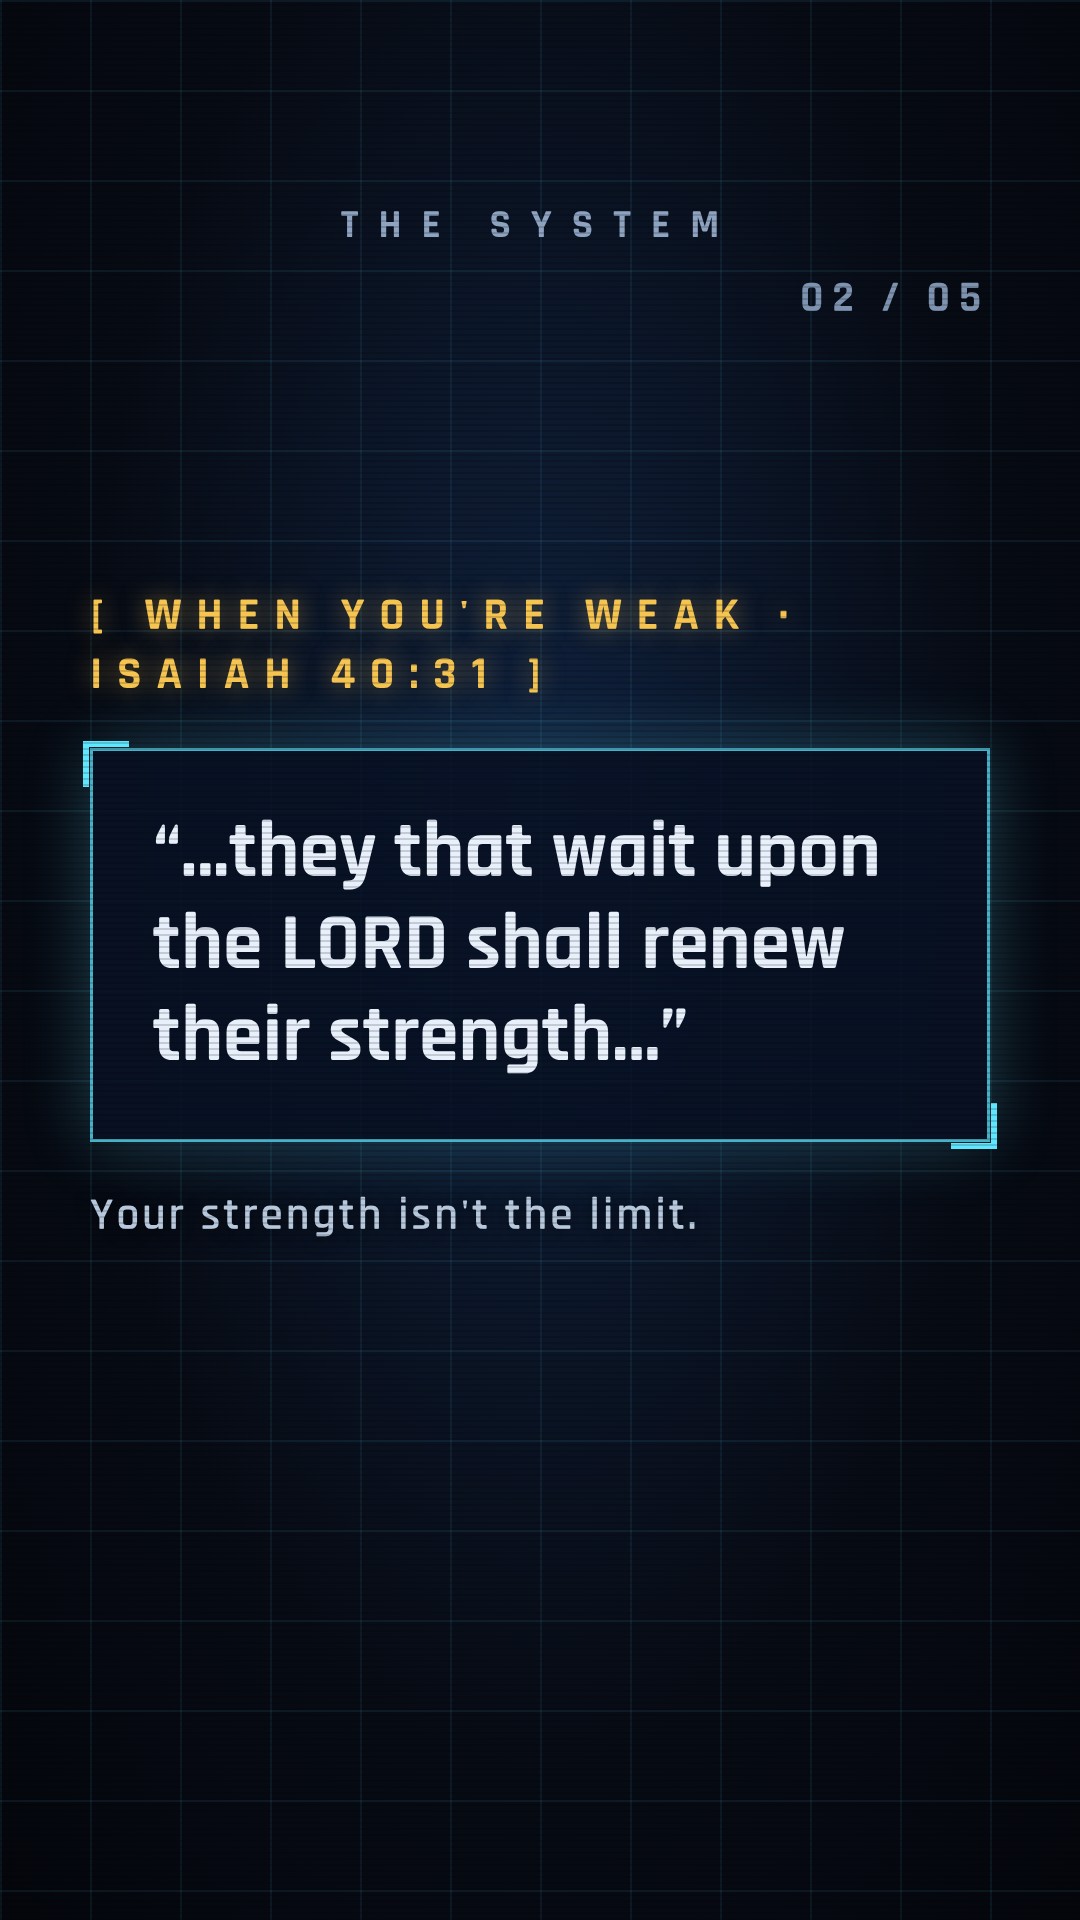 THE SYSTEM
02 / 05
[ WHEN YOU'RE WEAK ·
ISAIAH 40:31 ]
“…they that wait upon
the LORD shall renew
their strength…”
Your strength isn't the limit.